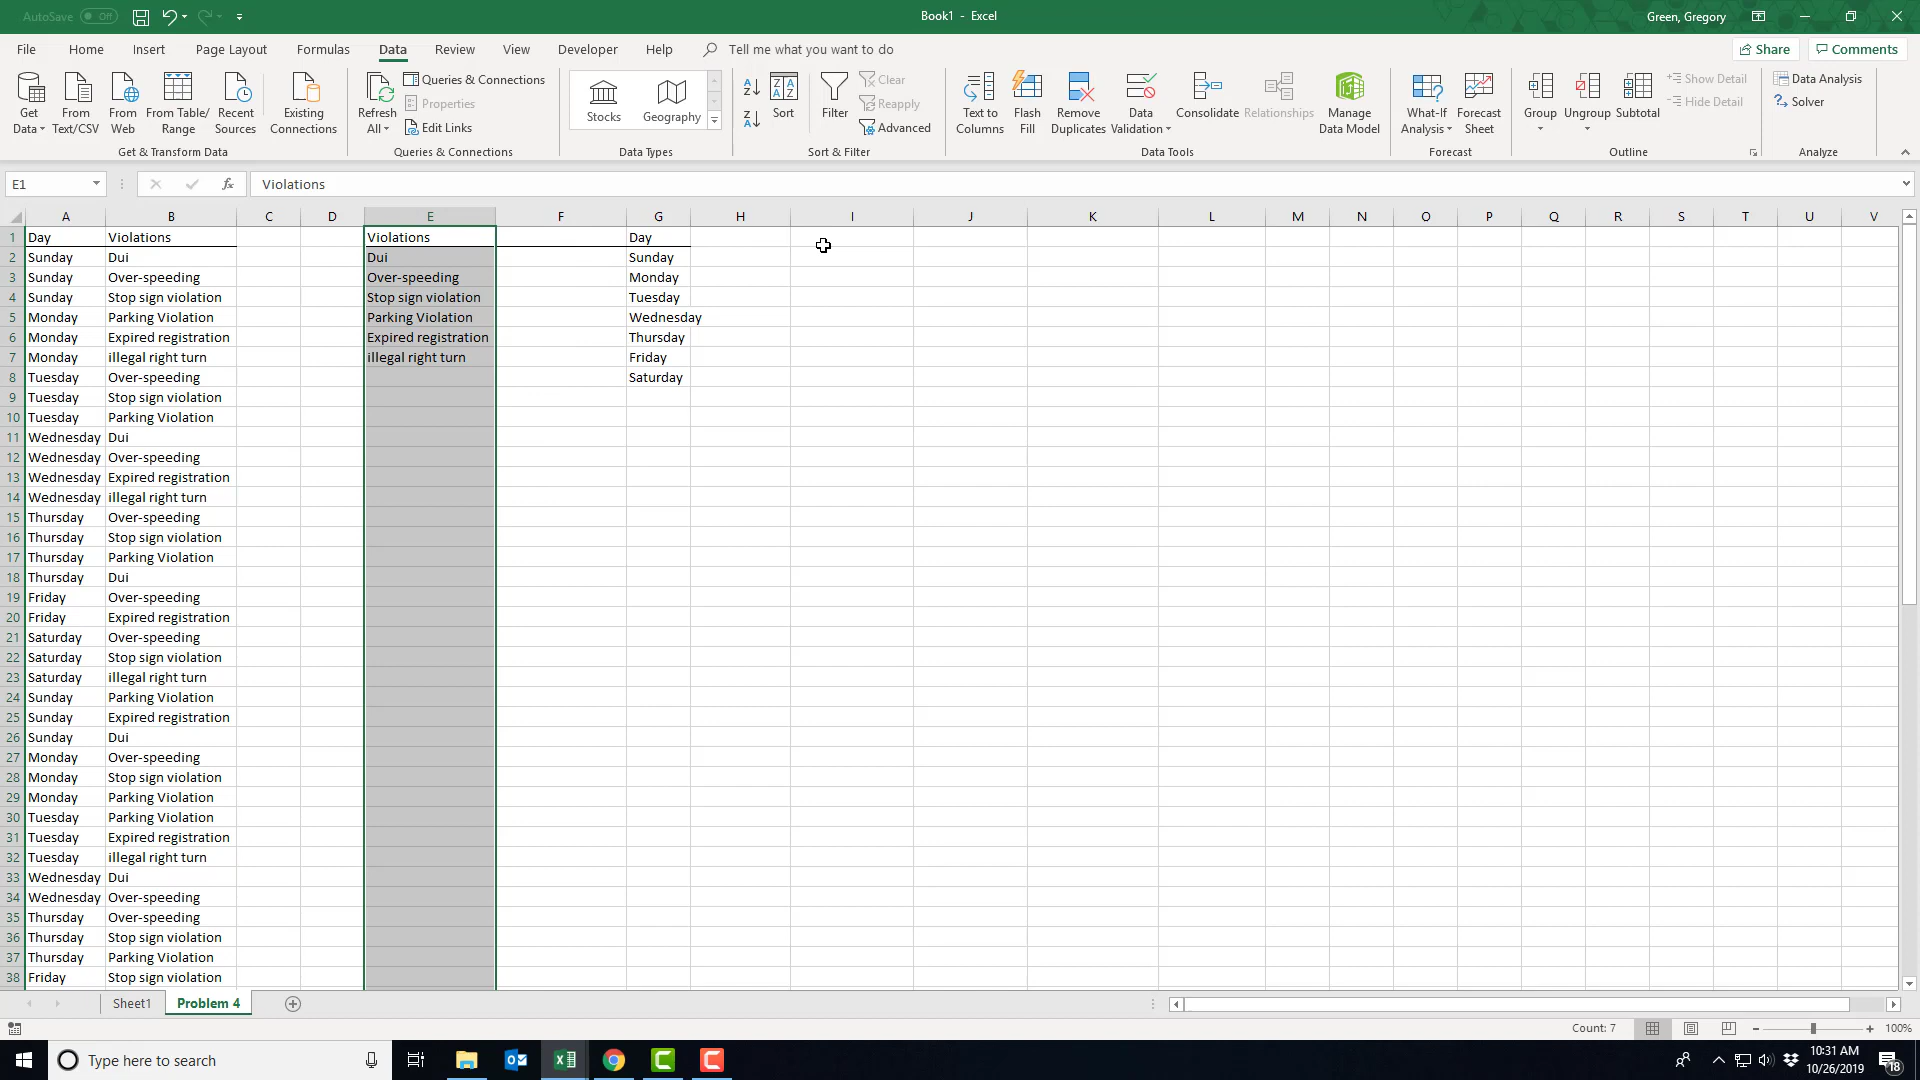 AutoSave Off
Book1 - Excel
Green, Gregory
File Home Insert Page Layout Formulas Data Review View Developer Help Tell me what you want to do Share Comments
Get Data
From Text/CSV
From Web
From Table/ Range
Recent Sources
Existing Connections
Get & Transform Data
Refresh All
Queries & Connections
Properties
Edit Links
Queries & Connections
Stocks Geography
Data Types
Sort
Filter
Clear
Reapply
Advanced
Sort & Filter
Text to Columns
Flash Fill
Remove Duplicates
Data Validation
Consolidate
Relationships
Manage Data Model
Data Tools
What-If Analysis
Forecast Sheet
Forecast
Group
Ungroup
Subtotal
Show Detail
Hide Detail
Outline
Data Analysis
Solver
Analyze
E1 fx Violations
A B C D E F G H I J K L M N O P Q R S T U V
1 Day Violations Violations Day
2 Sunday Dui Dui Sunday
3 Sunday Over-speeding Over-speeding Monday
4 Sunday Stop sign violation Stop sign violation Tuesday
5 Monday Parking Violation Parking Violation Wednesday
6 Monday Expired registration Expired registration Thursday
7 Monday illegal right turn illegal right turn Friday
8 Tuesday Over-speeding Saturday
9 Tuesday Stop sign violation
10 Tuesday Parking Violation
11 Wednesday Dui
12 Wednesday Over-speeding
13 Wednesday Expired registration
14 Wednesday illegal right turn
15 Thursday Over-speeding
16 Thursday Stop sign violation
17 Thursday Parking Violation
18 Thursday Dui
19 Friday Over-speeding
20 Friday Expired registration
21 Saturday Over-speeding
22 Saturday Stop sign violation
23 Saturday illegal right turn
24 Sunday Parking Violation
25 Sunday Expired registration
26 Sunday Dui
27 Monday Over-speeding
28 Monday Stop sign violation
29 Monday Parking Violation
30 Tuesday Parking Violation
31 Tuesday Expired registration
32 Tuesday illegal right turn
33 Wednesday Dui
34 Wednesday Over-speeding
35 Thursday Over-speeding
36 Thursday Stop sign violation
37 Thursday Parking Violation
38 Friday Stop sign violation
Sheet1 Problem 4
Count: 7 100%
Type here to search
10:31 AM
10/26/2019
18